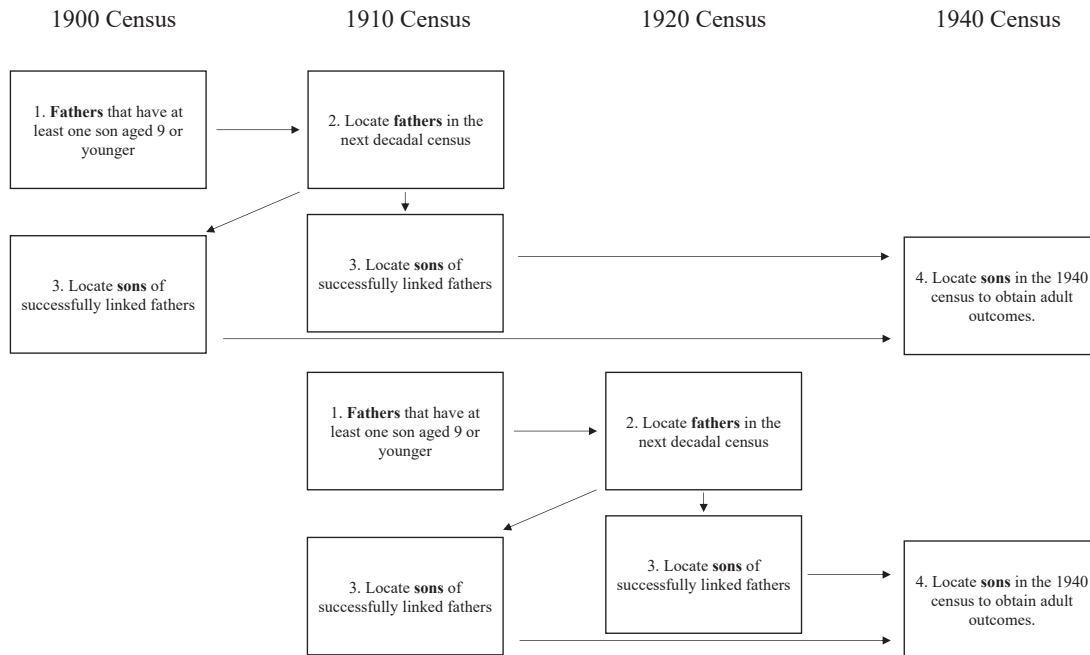 1900 Census
1910 Census
1920 Census
1940 Census
1. Fathers that have at
least one son aged 9 or
younger
2. Locate fathers in the
next decadal census
3. Locate sons of
successfully linked fathers
3. Locate sons of
successfully linked fathers
4. Locate sons in the 1940
census to obtain adult
outcomes.
1. Fathers that have at
least one son aged 9 or
younger
2. Locate fathers in the
next decadal census
3. Locate sons of
successfully linked fathers
3. Locate sons of
successfully linked fathers
4. Locate sons in the 1940
census to obtain adult
outcomes.